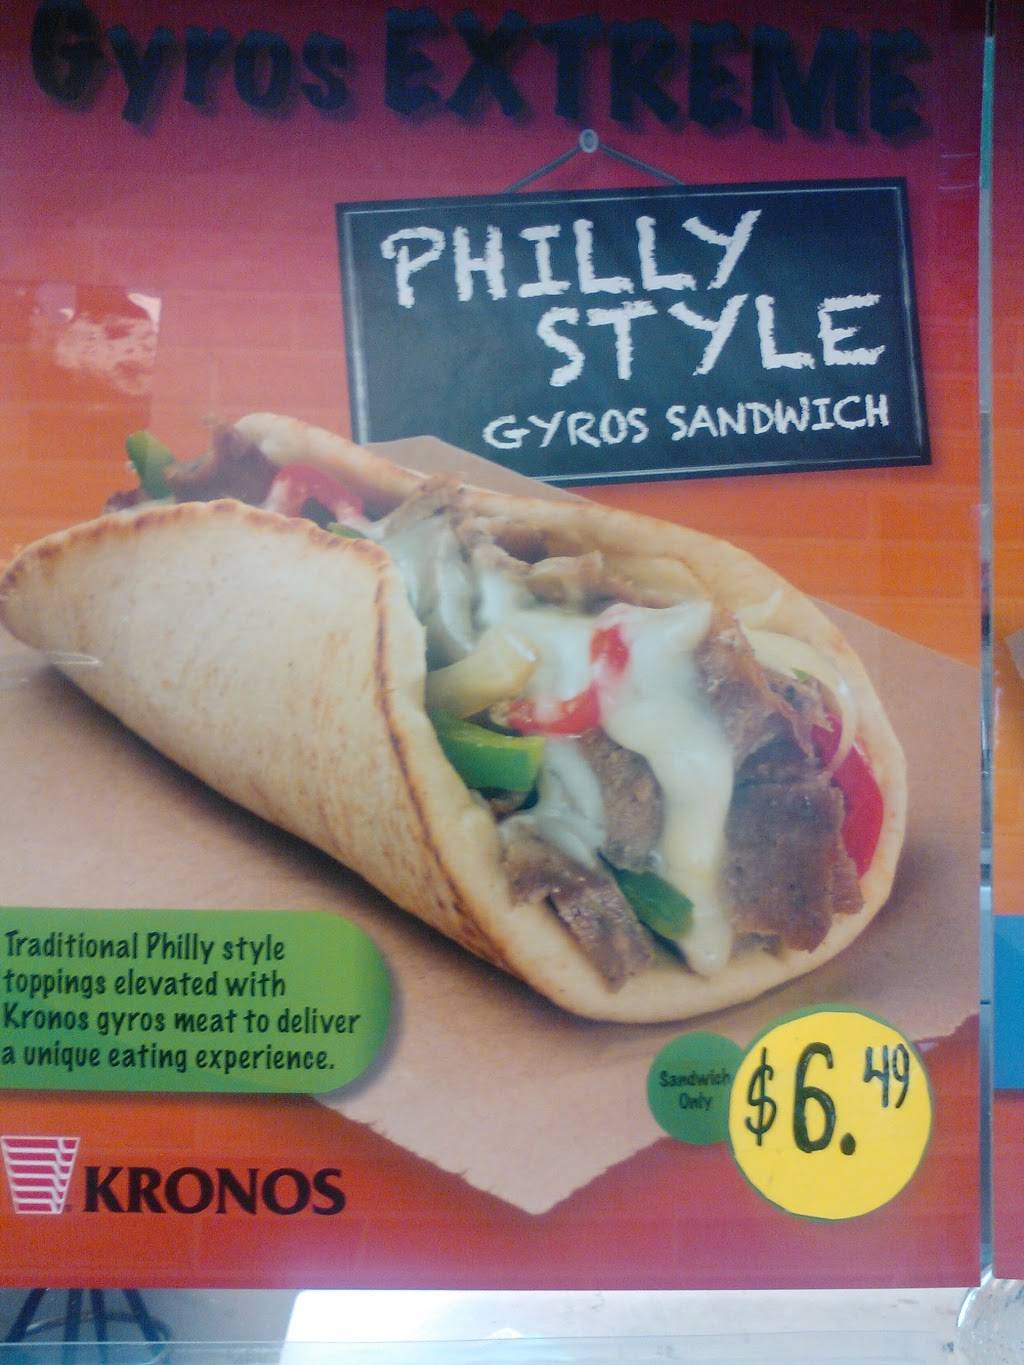 Gyros EXTREME
PHILLY
STYLE
GYROS SANDWICH
Traditional Philly style
toppings elevated with
Kronos gyros meat to deliver
a unique eating experience.
Sandwich
Only
$6.49
KRONOS